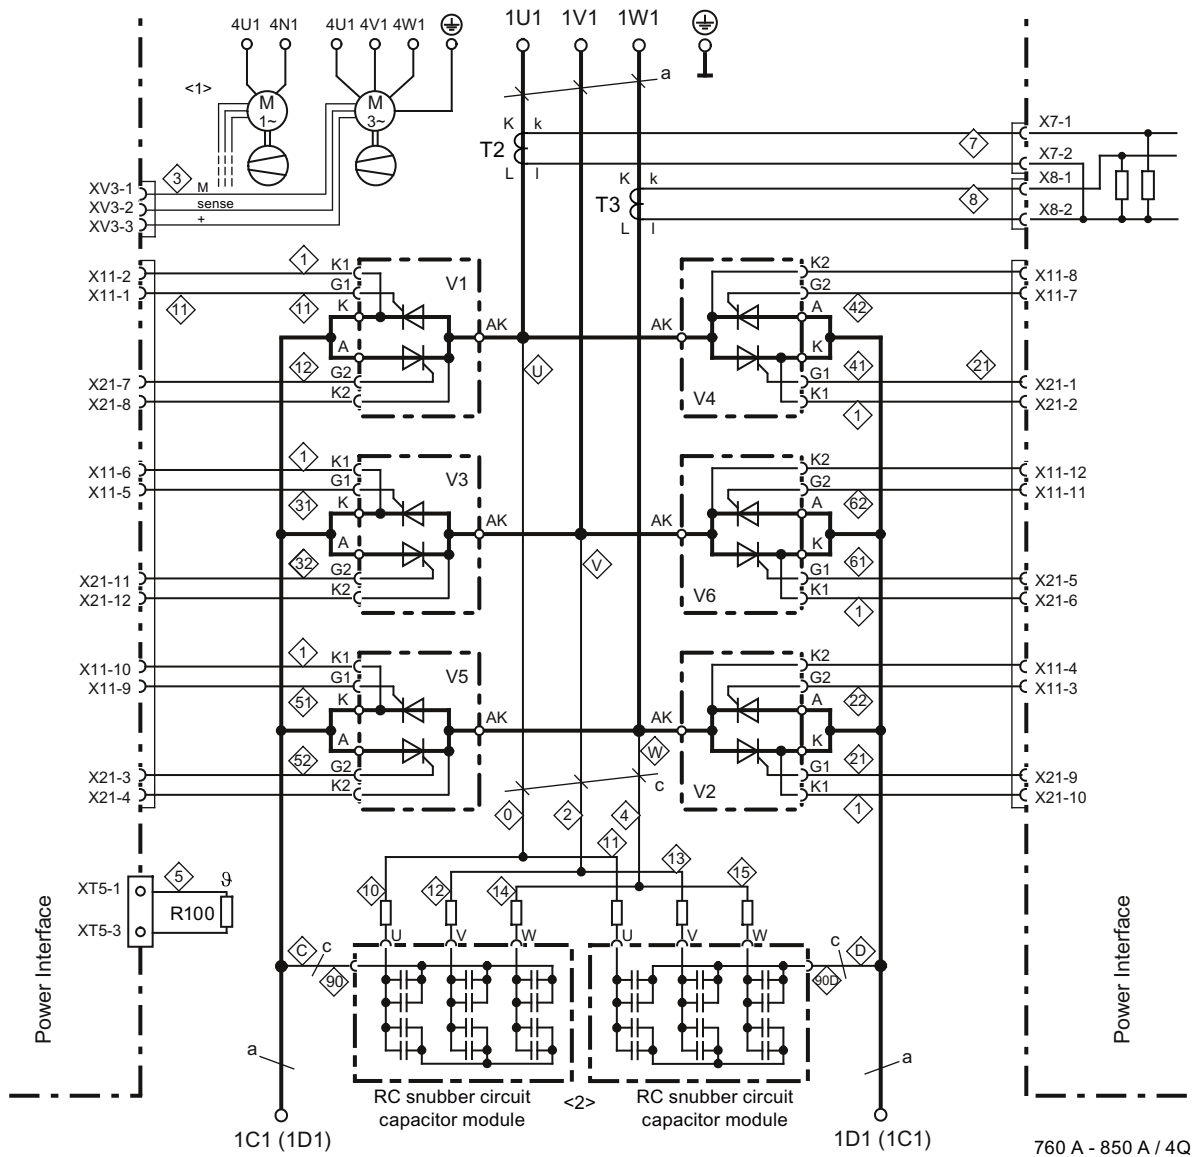 4U1 4N1 4U1 4V1 4W1 1U1 1V1 1W1
a
<1>
M
1~
M
3~
K k
T2
L l
K k
T3
L l
7
8
X7-1
X7-2
X8-1
X8-2
3
XV3-1 M
XV3-2 sense
XV3-3 +
1
X11-2 K1
X11-1 G1
11 11 K V1
A AK
12
X21-7 G2
X21-8 K2
U
K2 X11-8
G2 X11-7
AK A 42
K
41 21
V4 G1 X21-1
K1 X21-2
1
1
X11-6 K1
X11-5 G1
31 K V3
A AK
32
X21-11 G2
X21-12 K2
V
K2 X11-12
G2 X11-11
AK A 62
K
61
G1 X21-5
V6 K1 X21-6
1
1
X11-10 K1
X11-9 G1
51 K V5
A AK
52
X21-3 G2
X21-4 K2
W
K2 X11-4
G2 X11-3
AK A 22
K
21
G1 X21-9
V2 K1 X21-10
1
c
0 2 4
11 13 15
10 12 14
XT5-1 5 ϑ
R100
XT5-3
U V W U V W
C c
90
c D
90D
a
a
Power Interface
Power Interface
RC snubber circuit
capacitor module
<2>
RC snubber circuit
capacitor module
1C1 (1D1)
1D1 (1C1)
760 A - 850 A / 4Q